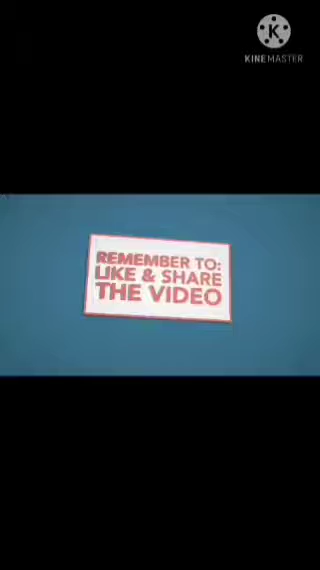 K
KINEMASTER
REMEMBER TO:
LIKE & SHARE
THE VIDEO